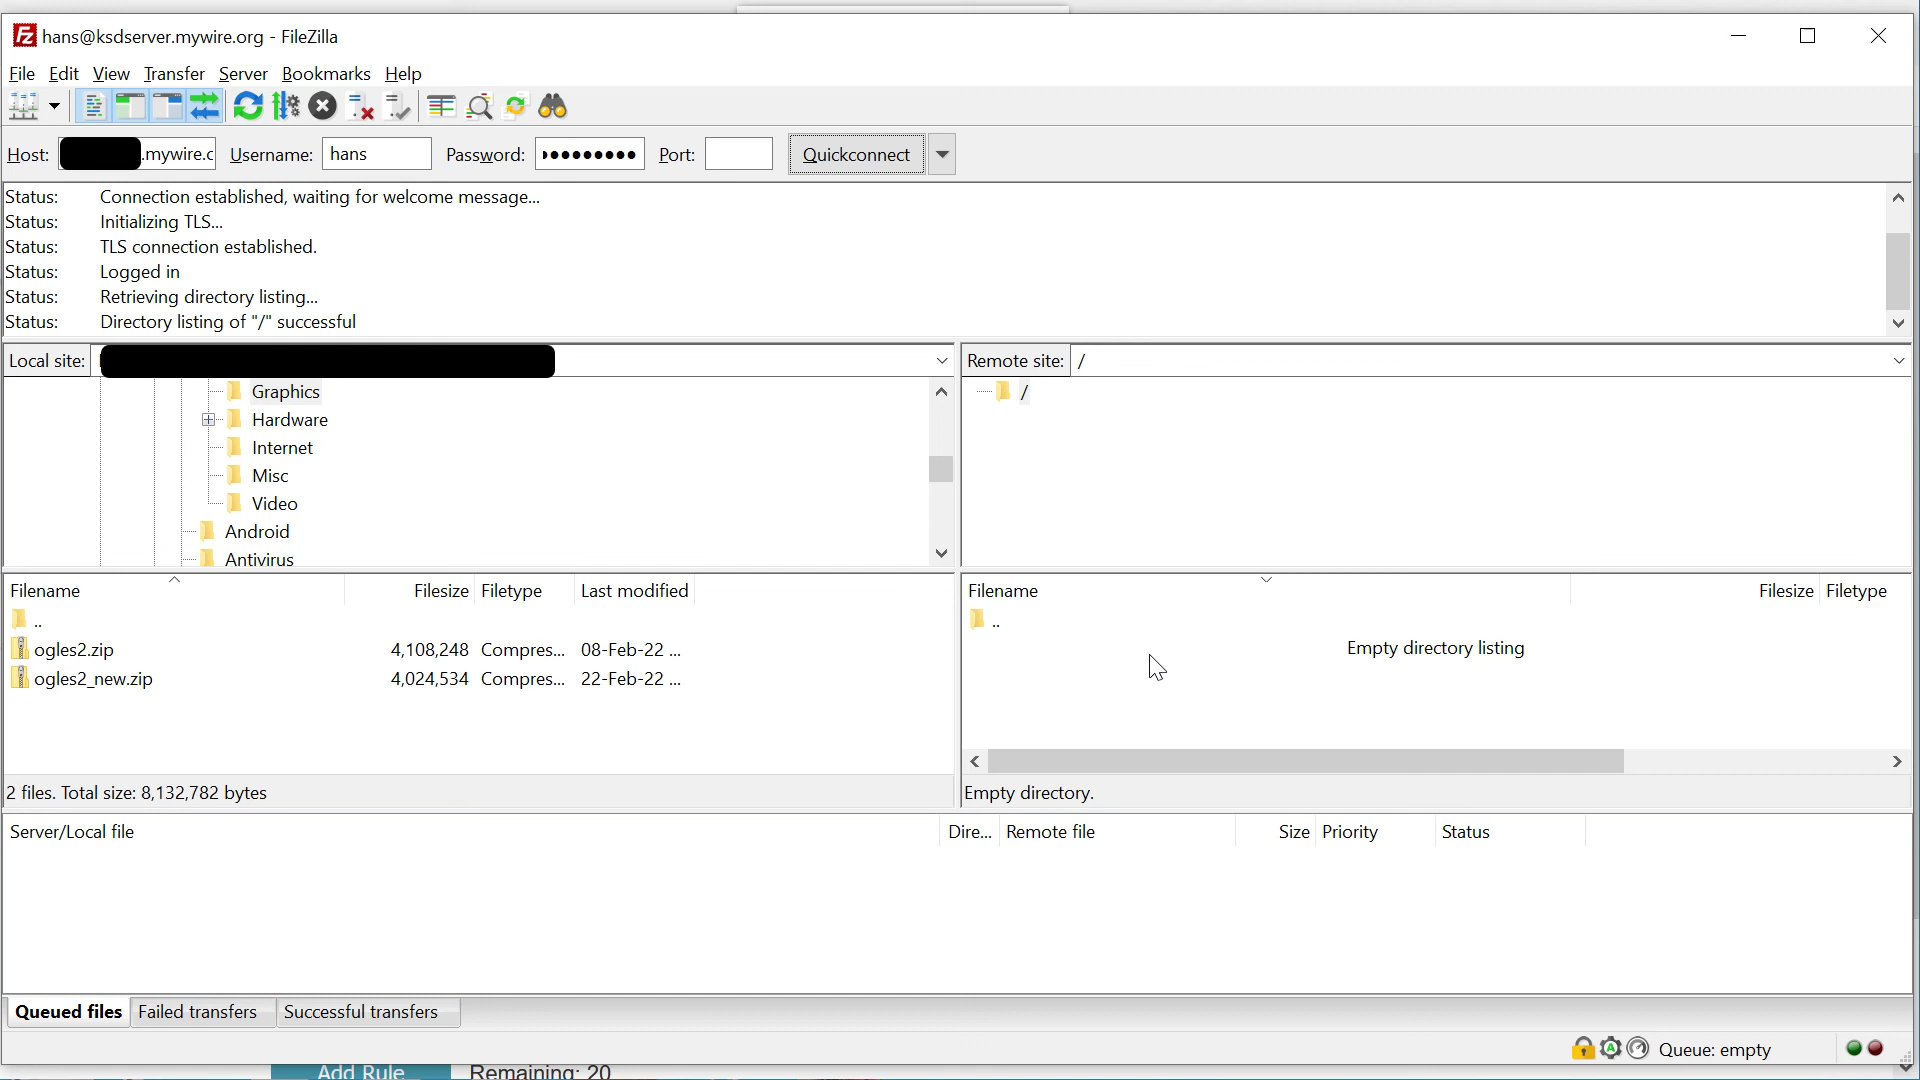 hans@ksdserver.mywire.org - FileZilla
File Edit View Transfer Server Bookmarks Help
Host: .mywire.c Username: hans Password: ●●●●●●●●● Port: Quickconnect
Status: Connection established, waiting for welcome message...
Status: Initializing TLS...
Status: TLS connection established.
Status: Logged in
Status: Retrieving directory listing...
Status: Directory listing of "/" successful
Local site: Remote site: /
Graphics /
Hardware
Internet
Misc
Video
Android
Antivirus
Filename Filesize Filetype Last modified Filename Filesize Filetype
.. ..
Empty directory listing
ogles2.zip 4,108,248 Compres... 08-Feb-22 ...
ogles2_new.zip 4,024,534 Compres... 22-Feb-22 ...
2 files. Total size: 8,132,782 bytes Empty directory.
Server/Local file Dire... Remote file Size Priority Status
Queued files Failed transfers Successful transfers
Queue: empty
Add Rule Remaining: 20